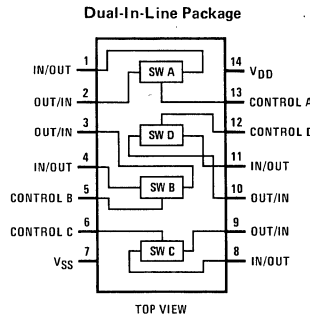 Dual-In-Line Package
IN/OUT 1
OUT/IN 2
OUT/IN 3
IN/OUT 4
CONTROL B 5
CONTROL C 6
VSS 7
SW A
SW D
SW B
SW C
14 VDD
13 CONTROL A
12 CONTROL D
11 IN/OUT
10 OUT/IN
9 OUT/IN
8 IN/OUT
TOP VIEW